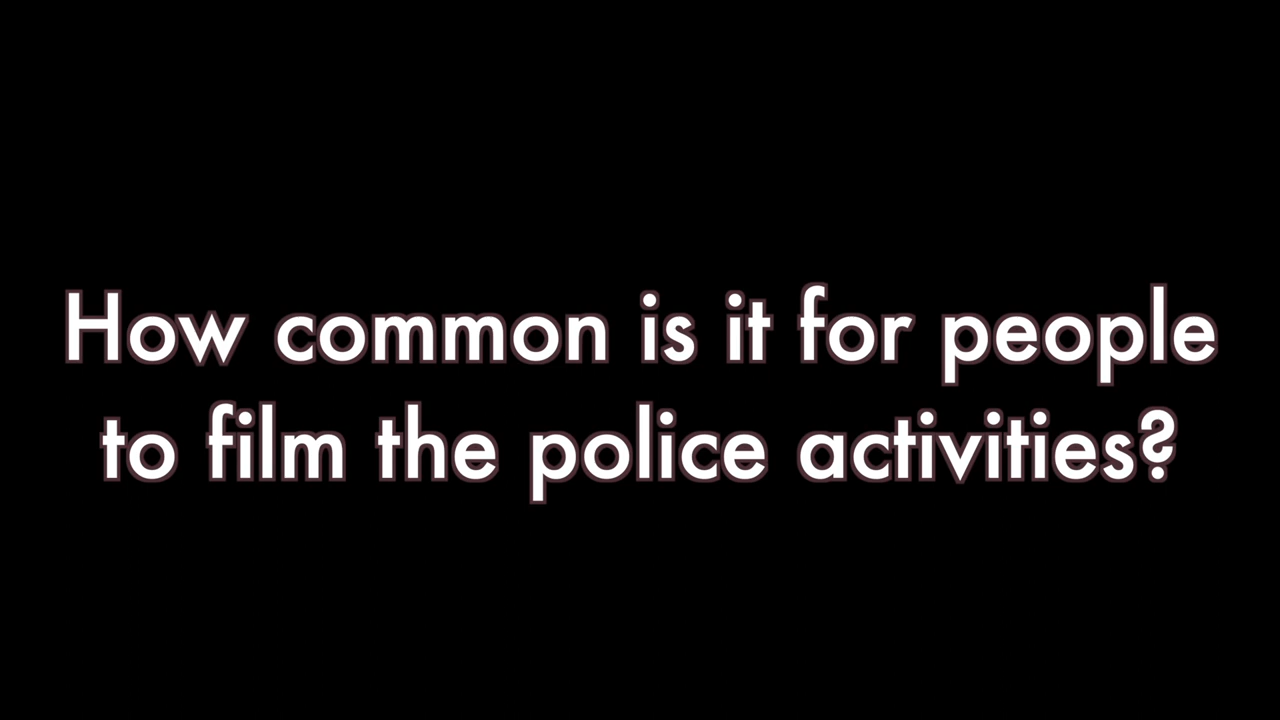 How common is it for people
to film the police activities?